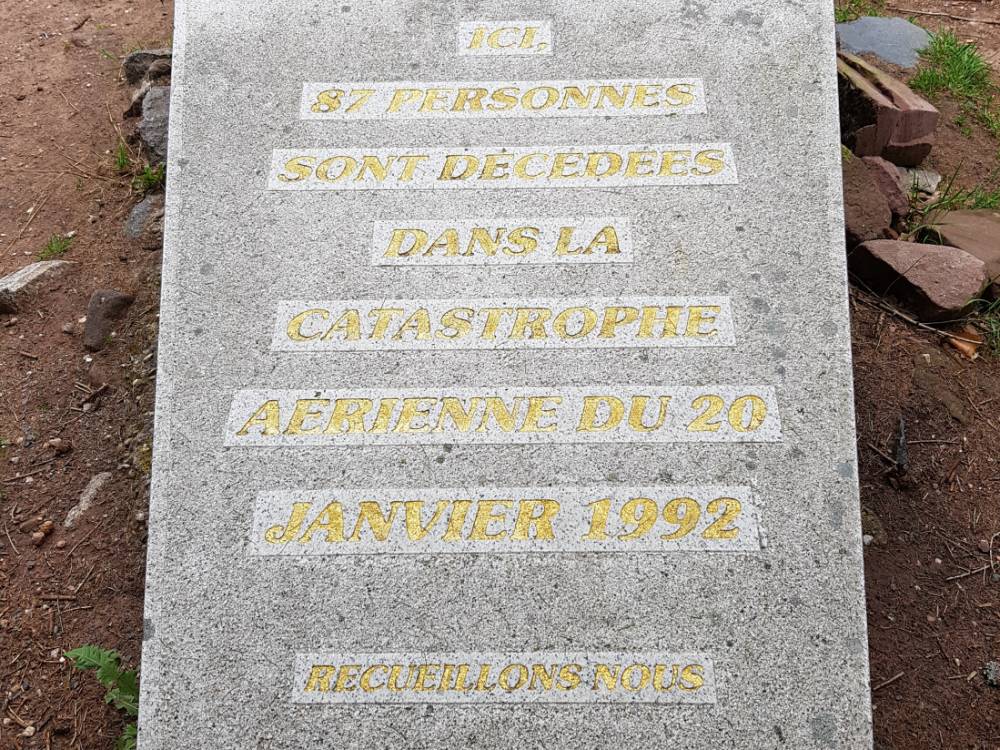 ICI,
87 PERSONNES
SONT DECEDEES
DANS LA
CATASTROPHE
AERIENNE DU 20
JANVIER 1992
RECUEILLONS NOUS